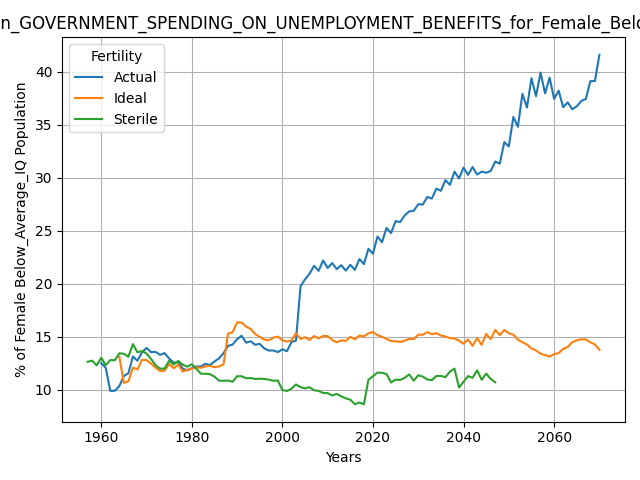 n_GOVERNMENT_SPENDING_ON_UNEMPLOYMENT_BENEFITS_for_Female_Belo
Fertility
Actual
Ideal
Sterile
% of Female Below_Average_IQ Population
40
35
30
25
20
15
10
1960 1980 2000 2020 2040 2060
Years